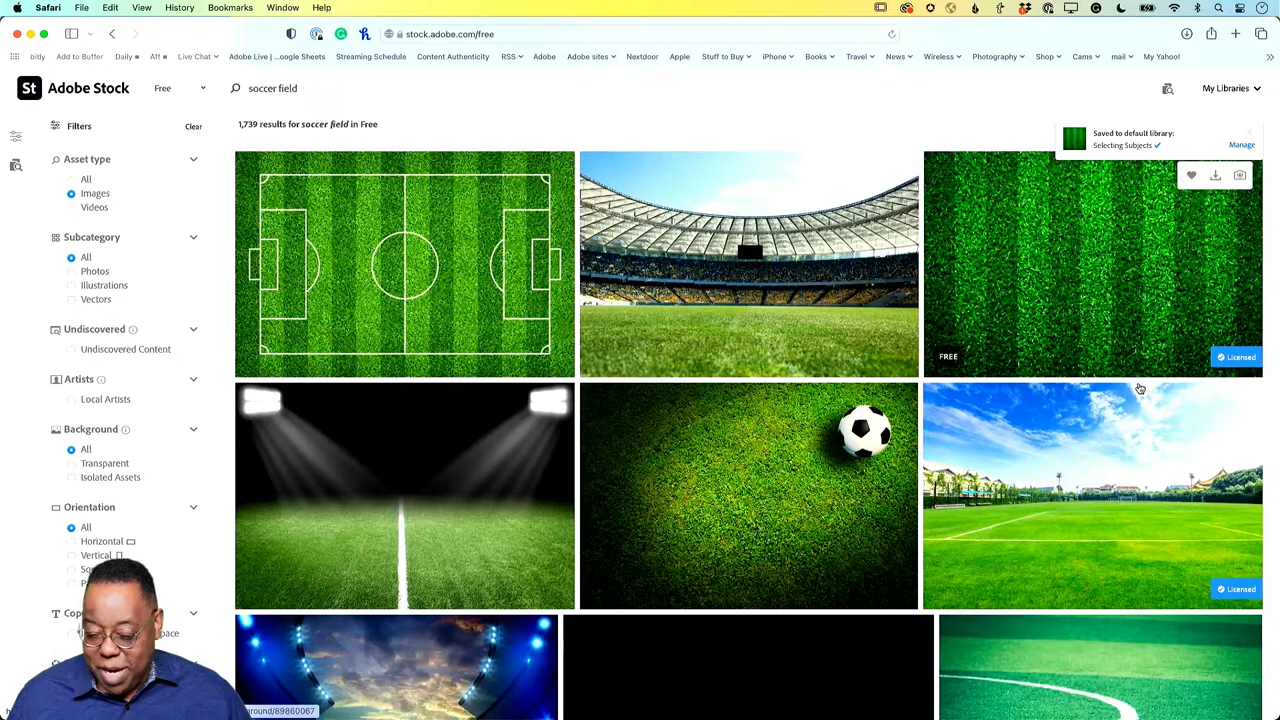 Safari File Edit View History Bookmarks Window Help
stock.adobe.com/free
bitly Add to Buffer Daily Aff Live Chat Adobe Live |...oogle Sheets Streaming Schedule Content Authenticity RSS Adobe Adobe sites Nextdoor Apple Stuff to Buy iPhone Books Travel News Wireless Photography Shop Cams mail My Yahoo!
St Adobe Stock Free soccer field My Libraries
Filters Clear
1,739 results for soccer field in Free
Saved to default library:
Selecting Subjects Manage
Asset type
All
Images
Videos
Subcategory
All
Photos
Illustrations
Vectors
Undiscovered
Undiscovered Content
FREE Licensed
Artists
Local Artists
Background
All
Transparent
Isolated Assets
Orientation
All
Horizontal
Vertical
Licensed
ground/89860067